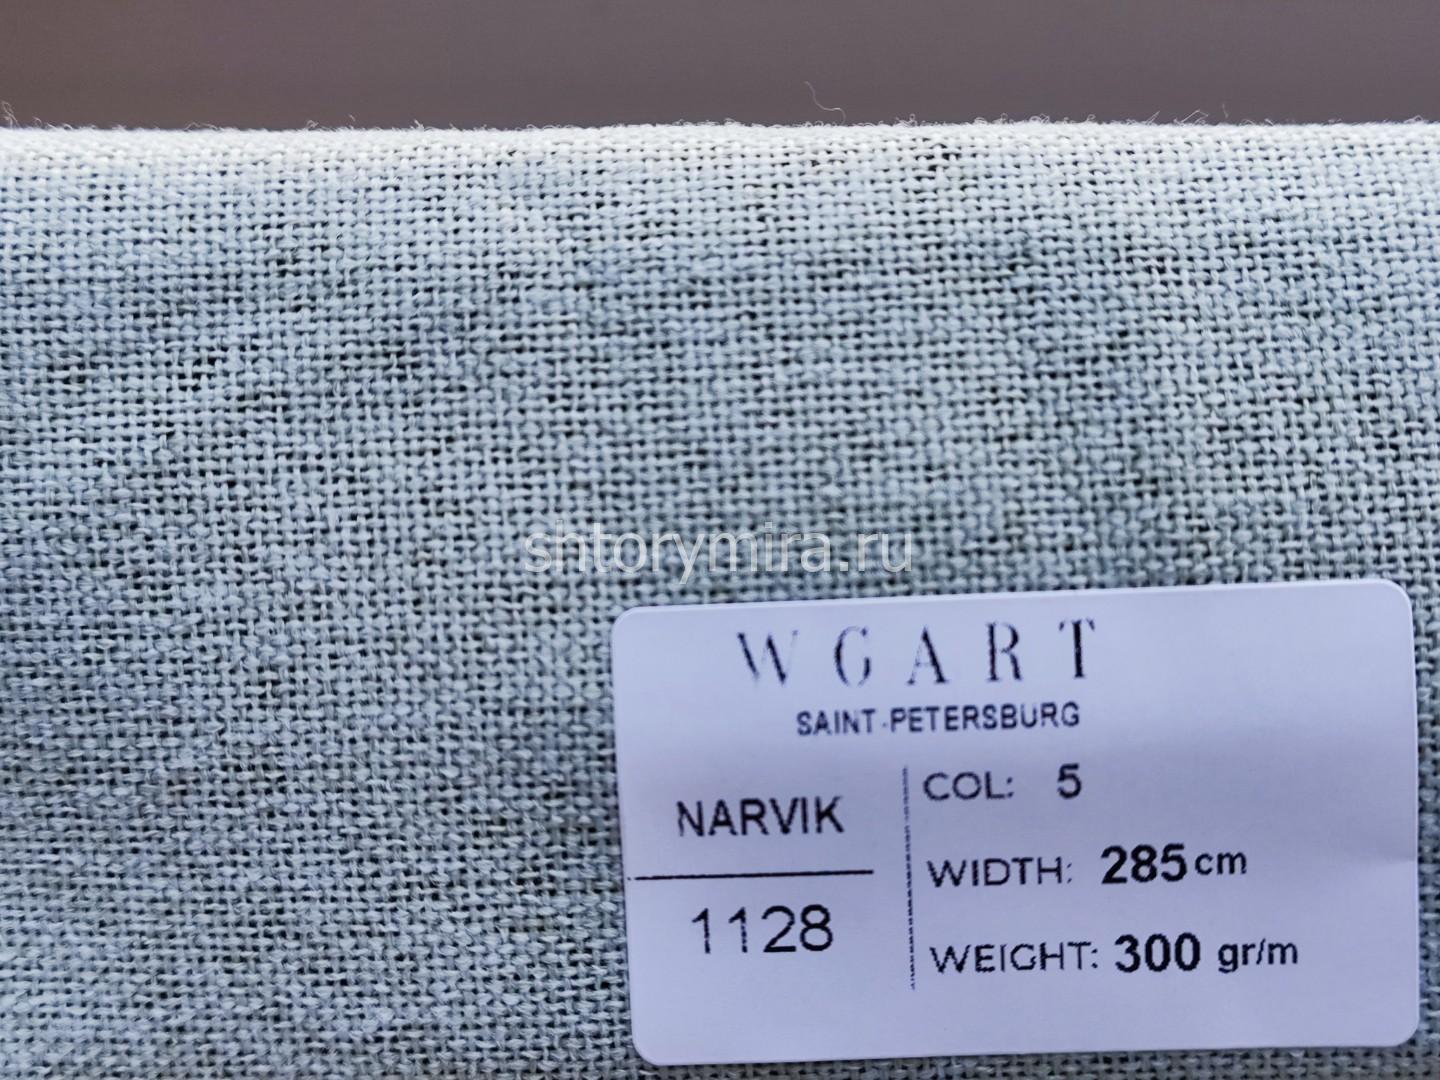 shtorymira.ru
WGART
SAINT-PETERSBURG
NARVIK
1128
COL: 5
WIDTH: 285 cm
WEIGHT: 300 gr/m